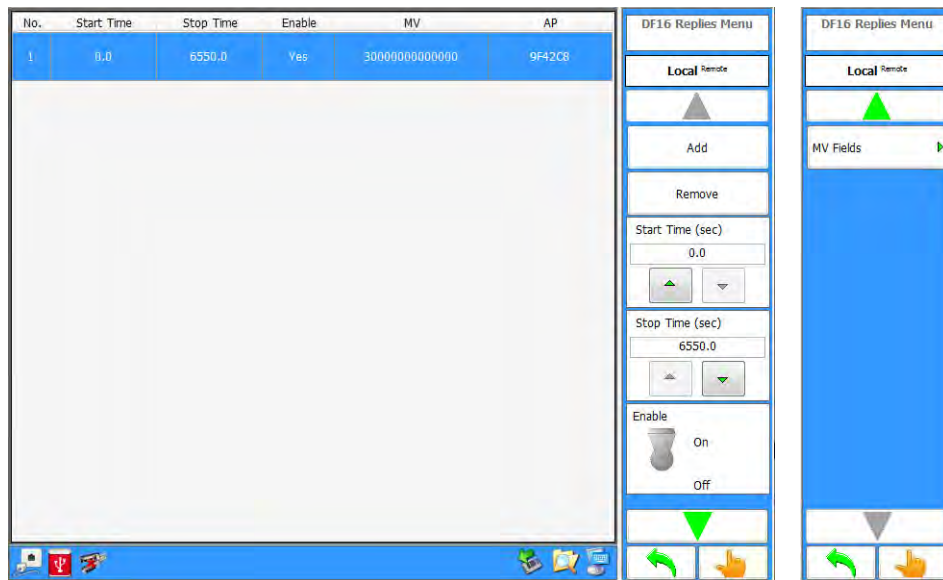 No. Start Time Stop Time Enable MV AP
1 0.0 6550.0 Yes 30000000000000 9F42C8
DF16 Replies Menu
Local Remote
Add
Remove
Start Time (sec)
0.0
Stop Time (sec)
6550.0
Enable
On
Off
DF16 Replies Menu
Local Remote
MV Fields